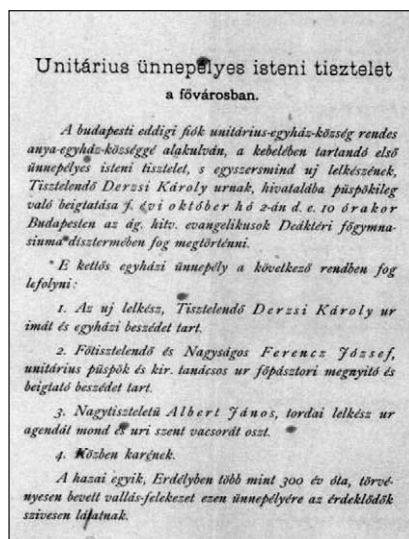 Unitárius ünnepélyes isteni tisztelet
a fővárosban.
A budapesti eddigi fiók unitárius-egyház-község rendes
anya-egyház-községgé alakulván, a kebelében tartandó első
ünnepélyes isteni tisztelet, s egyszersmind uj lelkészének,
Tisztelendő Derzsi Károly urnak, hivatalába püspökileg
való beigtatása f. évi október hó 2-án d. e. 10 órakor
Budapesten az ág. hitv. evangelikusok Deáktéri főgymna-
siuma disztermében fog megtörténni.
E kettős egyházi ünnepély a következő rendben fog
lefolyni:
1. Az uj lelkész, Tisztelendő Derzsi Károly ur
imát és egyházi beszédet tart.
2. Főtisztelendő és Nagyságos Ferencz József,
unitárius püspök és kir. tanácsos ur főpásztori megnyitó és
beigtató beszédet tart.
3. Nagytiszteletű Albert János, tordai lelkész ur
agendát mond és uri szent vacsorát oszt.
4. Közben karének.
A hazai egyik, Erdélyben több mint 300 év óta, törvé-
nyesen bevett vallás-felekezet ezen ünnepélyére az érdeklődők
szivesen látatnak.